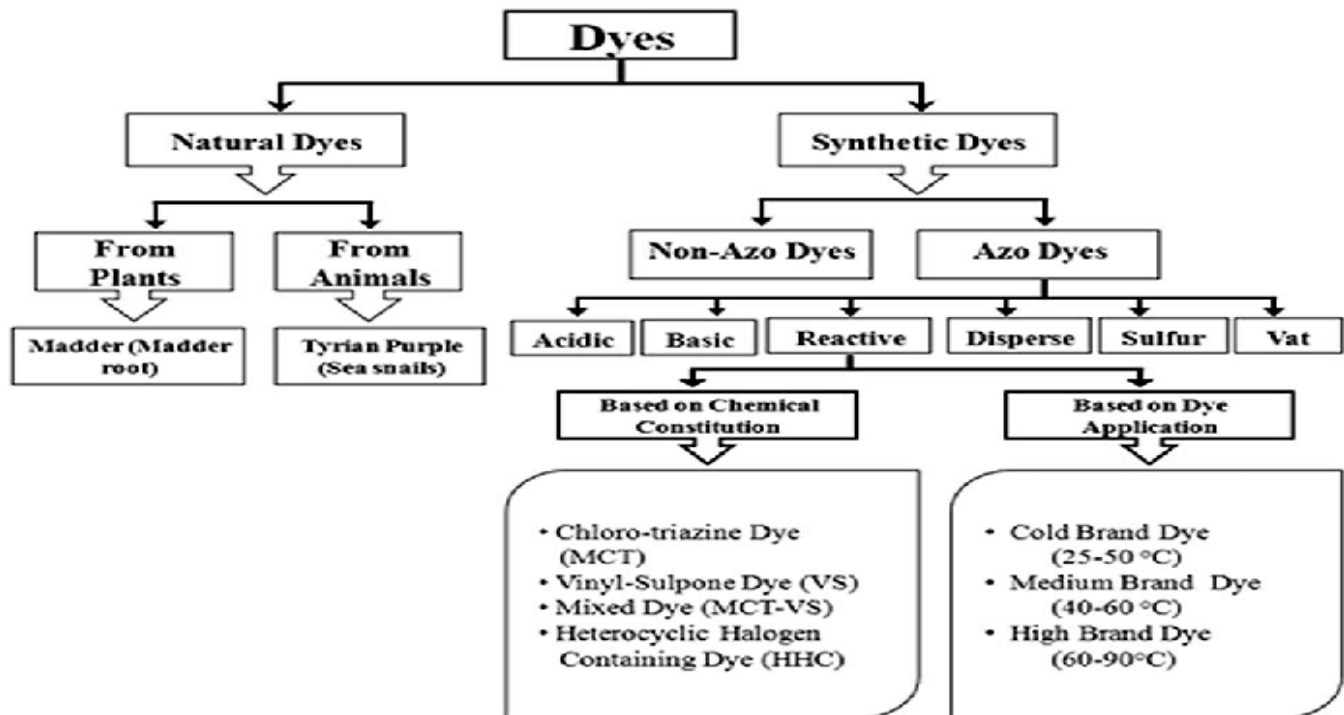 Dyes
Natural Dyes
Synthetic Dyes
From
Plants
From
Animals
Non-Azo Dyes
Azo Dyes
Madder (Madder
root)
Tyrian Purple
(Sea snails)
Acidic
Basic
Reactive
Disperse
Sulfur
Vat
Based on Chemical
Constitution
Based on Dye
Application
• Chloro-triazine Dye
(MCT)
• Vinyl-Sulpone Dye (VS)
• Mixed Dye (MCT-VS)
• Heterocyclic Halogen
Containing Dye (HHC)
• Cold Brand Dye
(25-50 °C)
• Medium Brand Dye
(40-60 °C)
• High Brand Dye
(60-90°C)